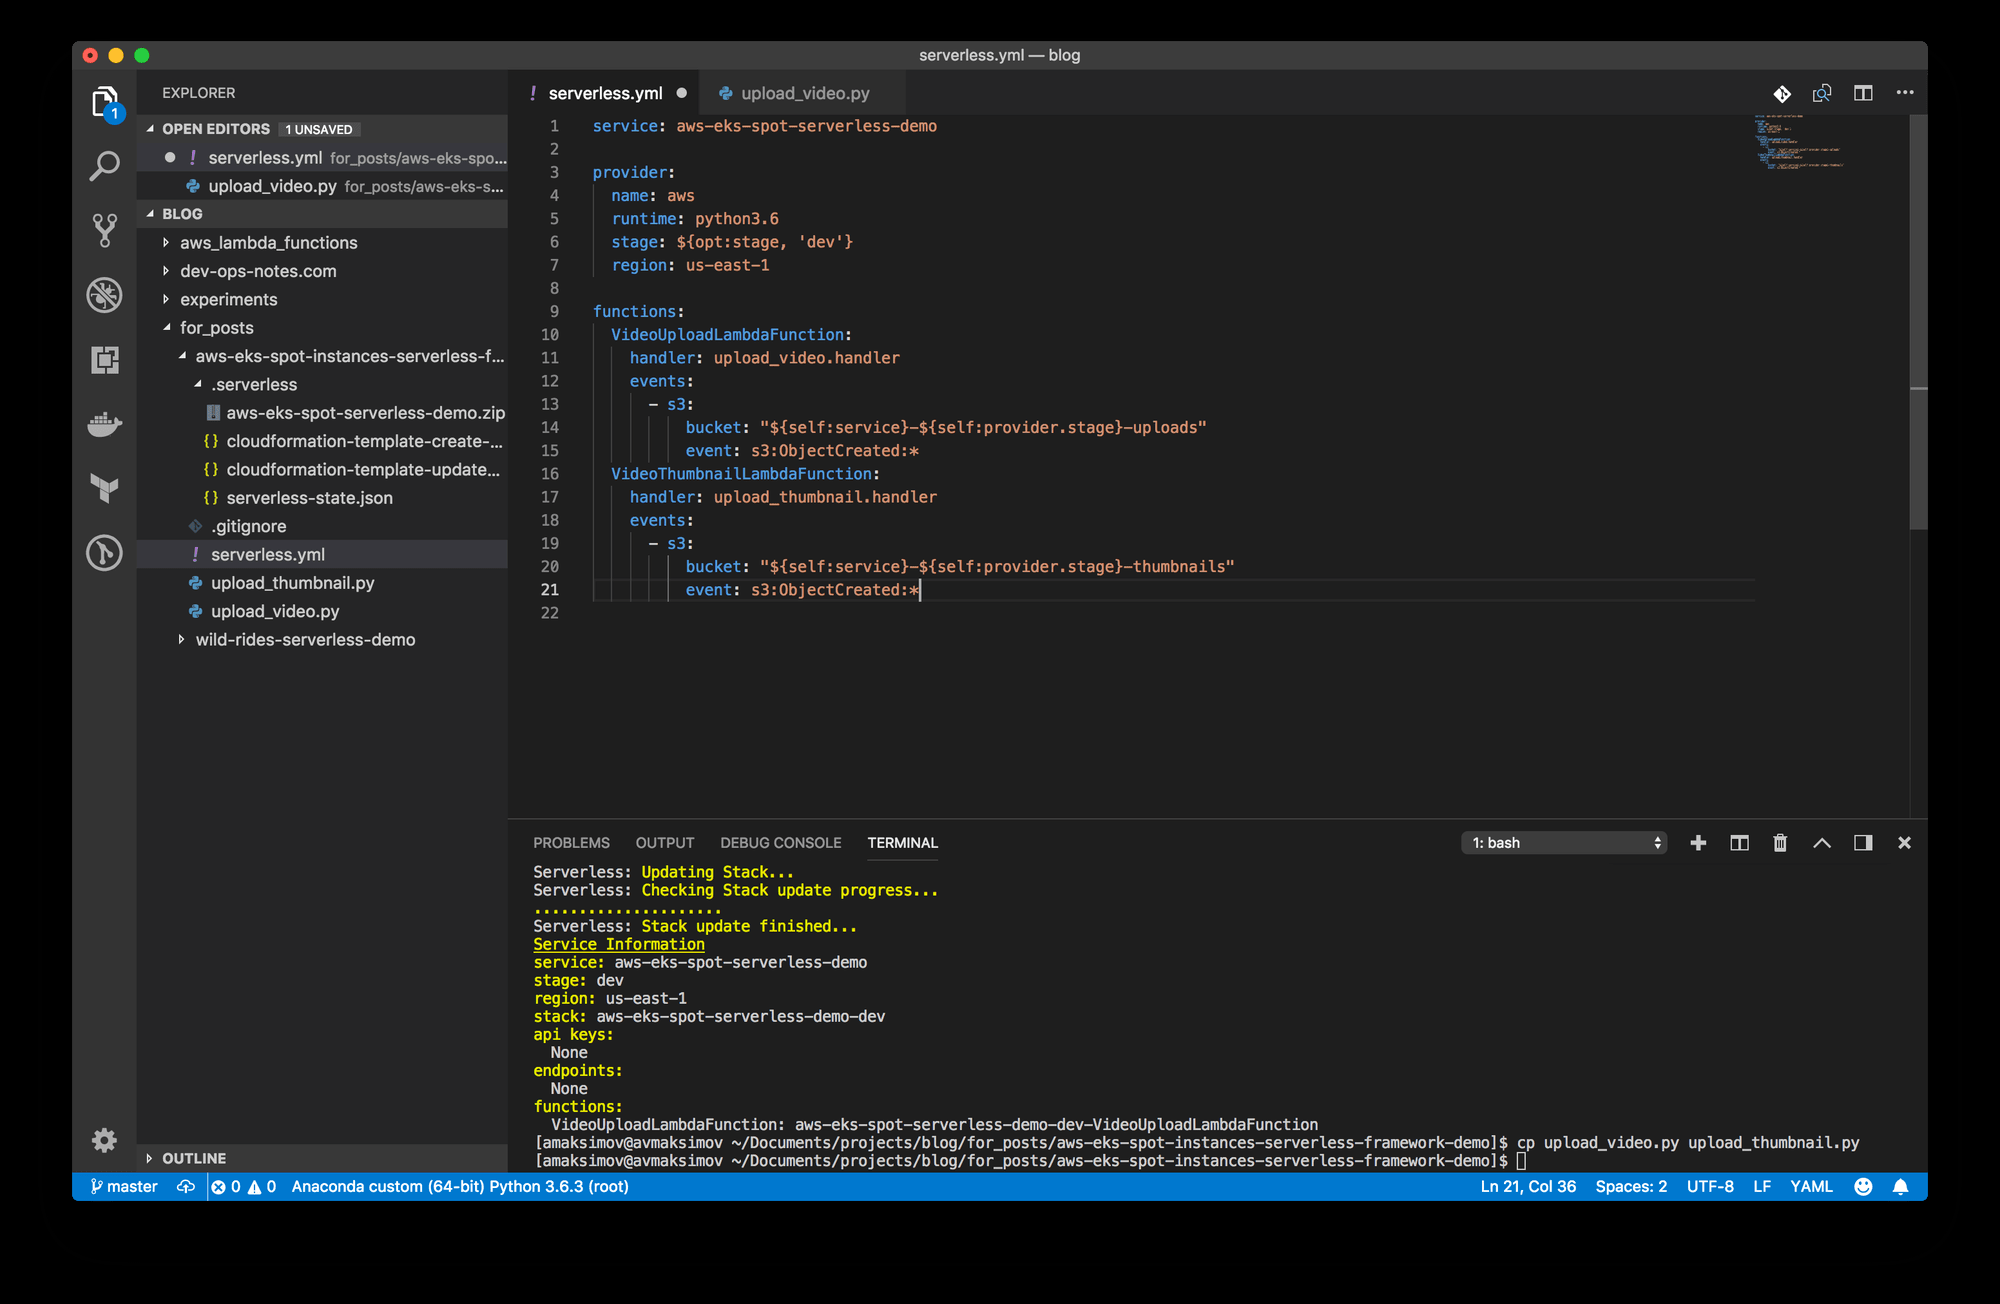 serverless.yml — blog
1
EXPLORER
OPEN EDITORS 1 UNSAVED
! serverless.yml for_posts/aws-eks-spo...
upload_video.py for_posts/aws-eks-s...
BLOG
aws_lambda_functions
dev-ops-notes.com
experiments
for_posts
aws-eks-spot-instances-serverless-f...
.serverless
aws-eks-spot-serverless-demo.zip
{} cloudformation-template-create-...
{} cloudformation-template-update...
{} serverless-state.json
.gitignore
! serverless.yml
upload_thumbnail.py
upload_video.py
wild-rides-serverless-demo
OUTLINE
! serverless.yml
upload_video.py
1 service: aws-eks-spot-serverless-demo
2
3 provider:
4 name: aws
5 runtime: python3.6
6 stage: ${opt:stage, 'dev'}
7 region: us-east-1
8
9 functions:
10 VideoUploadLambdaFunction:
11 handler: upload_video.handler
12 events:
13 - s3:
14 bucket: "${self:service}-${self:provider.stage}-uploads"
15 event: s3:ObjectCreated:*
16 VideoThumbnailLambdaFunction:
17 handler: upload_thumbnail.handler
18 events:
19 - s3:
20 bucket: "${self:service}-${self:provider.stage}-thumbnails"
21 event: s3:ObjectCreated:*
22
PROBLEMS OUTPUT DEBUG CONSOLE TERMINAL 1: bash
Serverless: Updating Stack...
Serverless: Checking Stack update progress...
.....................
Serverless: Stack update finished...
Service Information
service: aws-eks-spot-serverless-demo
stage: dev
region: us-east-1
stack: aws-eks-spot-serverless-demo-dev
api keys:
None
endpoints:
None
functions:
VideoUploadLambdaFunction: aws-eks-spot-serverless-demo-dev-VideoUploadLambdaFunction
[amaksimov@avmaksimov ~/Documents/projects/blog/for_posts/aws-eks-spot-instances-serverless-framework-demo]$ cp upload_video.py upload_thumbnail.py
[amaksimov@avmaksimov ~/Documents/projects/blog/for_posts/aws-eks-spot-instances-serverless-framework-demo]$
master 0 0 Anaconda custom (64-bit) Python 3.6.3 (root) Ln 21, Col 36 Spaces: 2 UTF-8 LF YAML